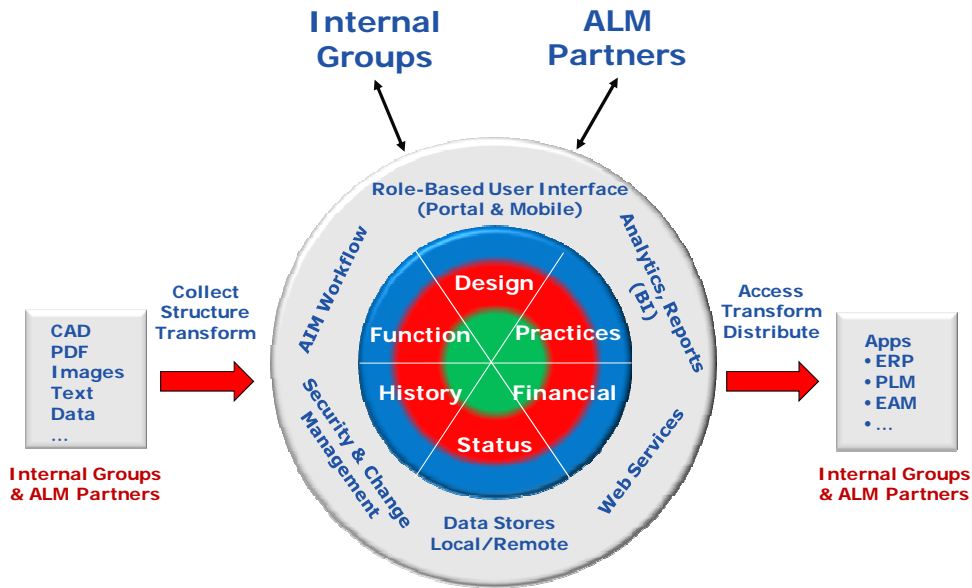 Internal
Groups
ALM
Partners
Role-Based User Interface
(Portal & Mobile)
AIM Workflow
Analytics, Reports
(BI)
Security & Change
Management
Web Services
Data Stores
Local/Remote
Design
Function
Practices
History
Financial
Status
Collect
Structure
Transform
CAD
PDF
Images
Text
Data
...
Internal Groups
& ALM Partners
Access
Transform
Distribute
Apps
• ERP
• PLM
• EAM
• ...
Internal Groups
& ALM Partners